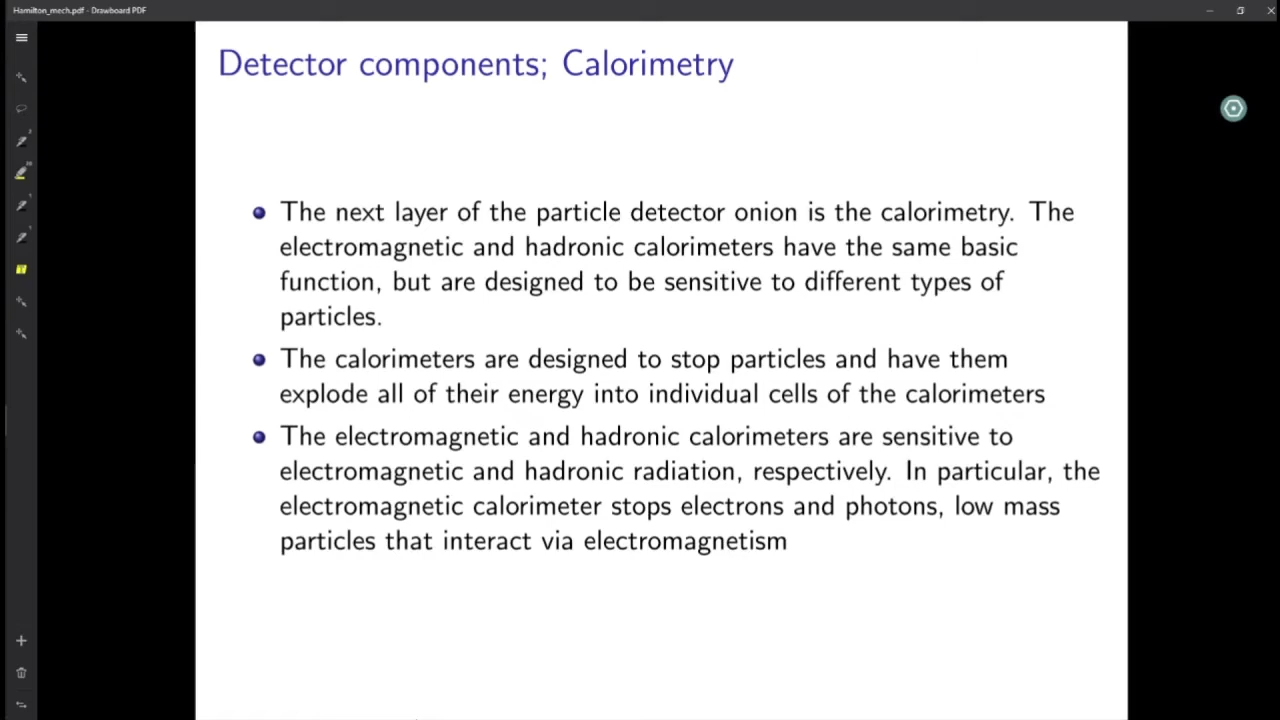 Hamilton_mech.pdf - Drawboard PDF
Detector components; Calorimetry
The next layer of the particle detector onion is the calorimetry. The
electromagnetic and hadronic calorimeters have the same basic
function, but are designed to be sensitive to different types of
particles.
The calorimeters are designed to stop particles and have them
explode all of their energy into individual cells of the calorimeters
The electromagnetic and hadronic calorimeters are sensitive to
electromagnetic and hadronic radiation, respectively. In particular, the
electromagnetic calorimeter stops electrons and photons, low mass
particles that interact via electromagnetism